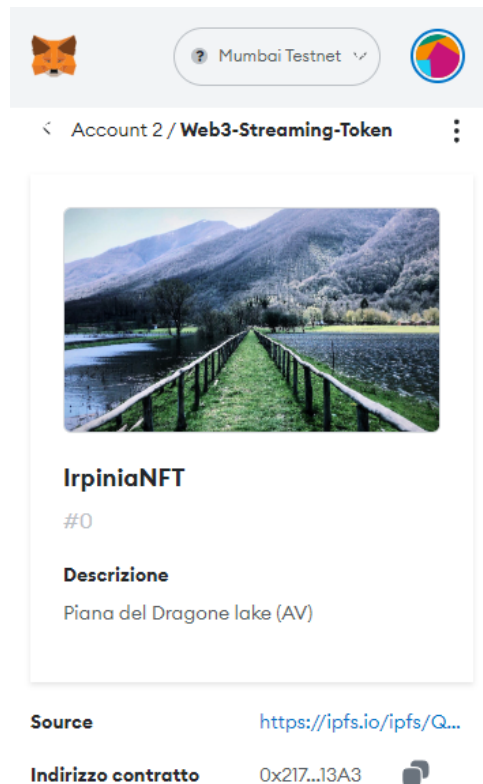 Mumbai Testnet
Account 2 / Web3-Streaming-Token
IrpiniaNFT
#0
Descrizione
Piana del Dragone lake (AV)
Source https://ipfs.io/ipfs/Q...
Indirizzo contratto 0x217...13A3